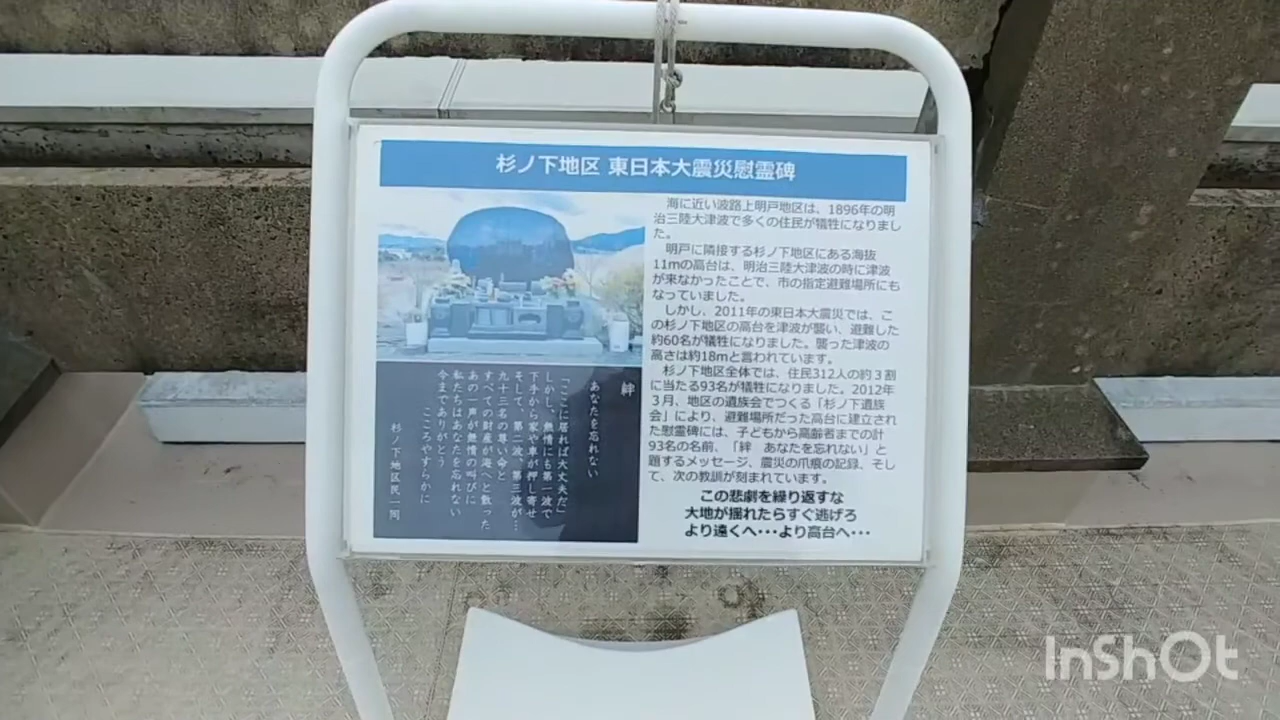 杉ノ下地区 東日本大震災慰霊碑
海に近い波路上明戸地区は、1896年の明
治三陸大津波で多くの住民が犠牲になりまし
た。
明戸に隣接する杉ノ下地区にある海抜
11mの高台は、明治三陸大津波の時に津波
が来なかったことで、市の指定避難場所にも
なっていました。
しかし、2011年の東日本大震災では、こ
の杉ノ下地区の高台を津波が襲い、避難した
約60名が犠牲になりました。襲った津波の
高さは約18mと言われています。
杉ノ下地区全体では、住民312人の約３割
に当たる93名が犠牲になりました。2012年
３月、地区の遺族会でつくる「杉ノ下遺族
会」により、避難場所だった高台に建立され
た慰霊碑には、子どもから高齢者までの計
93名の名前、「絆　あなたを忘れない」と
題するメッセージ、震災の爪痕の記録、そし
て、次の教訓が刻まれています。
この悲劇を繰り返すな
大地が揺れたらすぐ逃げろ
より遠くへ･･･より高台へ･･･
絆
あなたを忘れない
「ここに居れば大丈夫だ」
しかし、無情にも第一波で
下手から家や車が押し寄せ
そして、第二波、第三波が…
九十三名の尊い命と
すべての財産が海へと散った
あの一声が無情の叫びに
私たちはあなたを忘れない
今までありがとう
こころやすらかに
杉ノ下地区民一同
InShOt